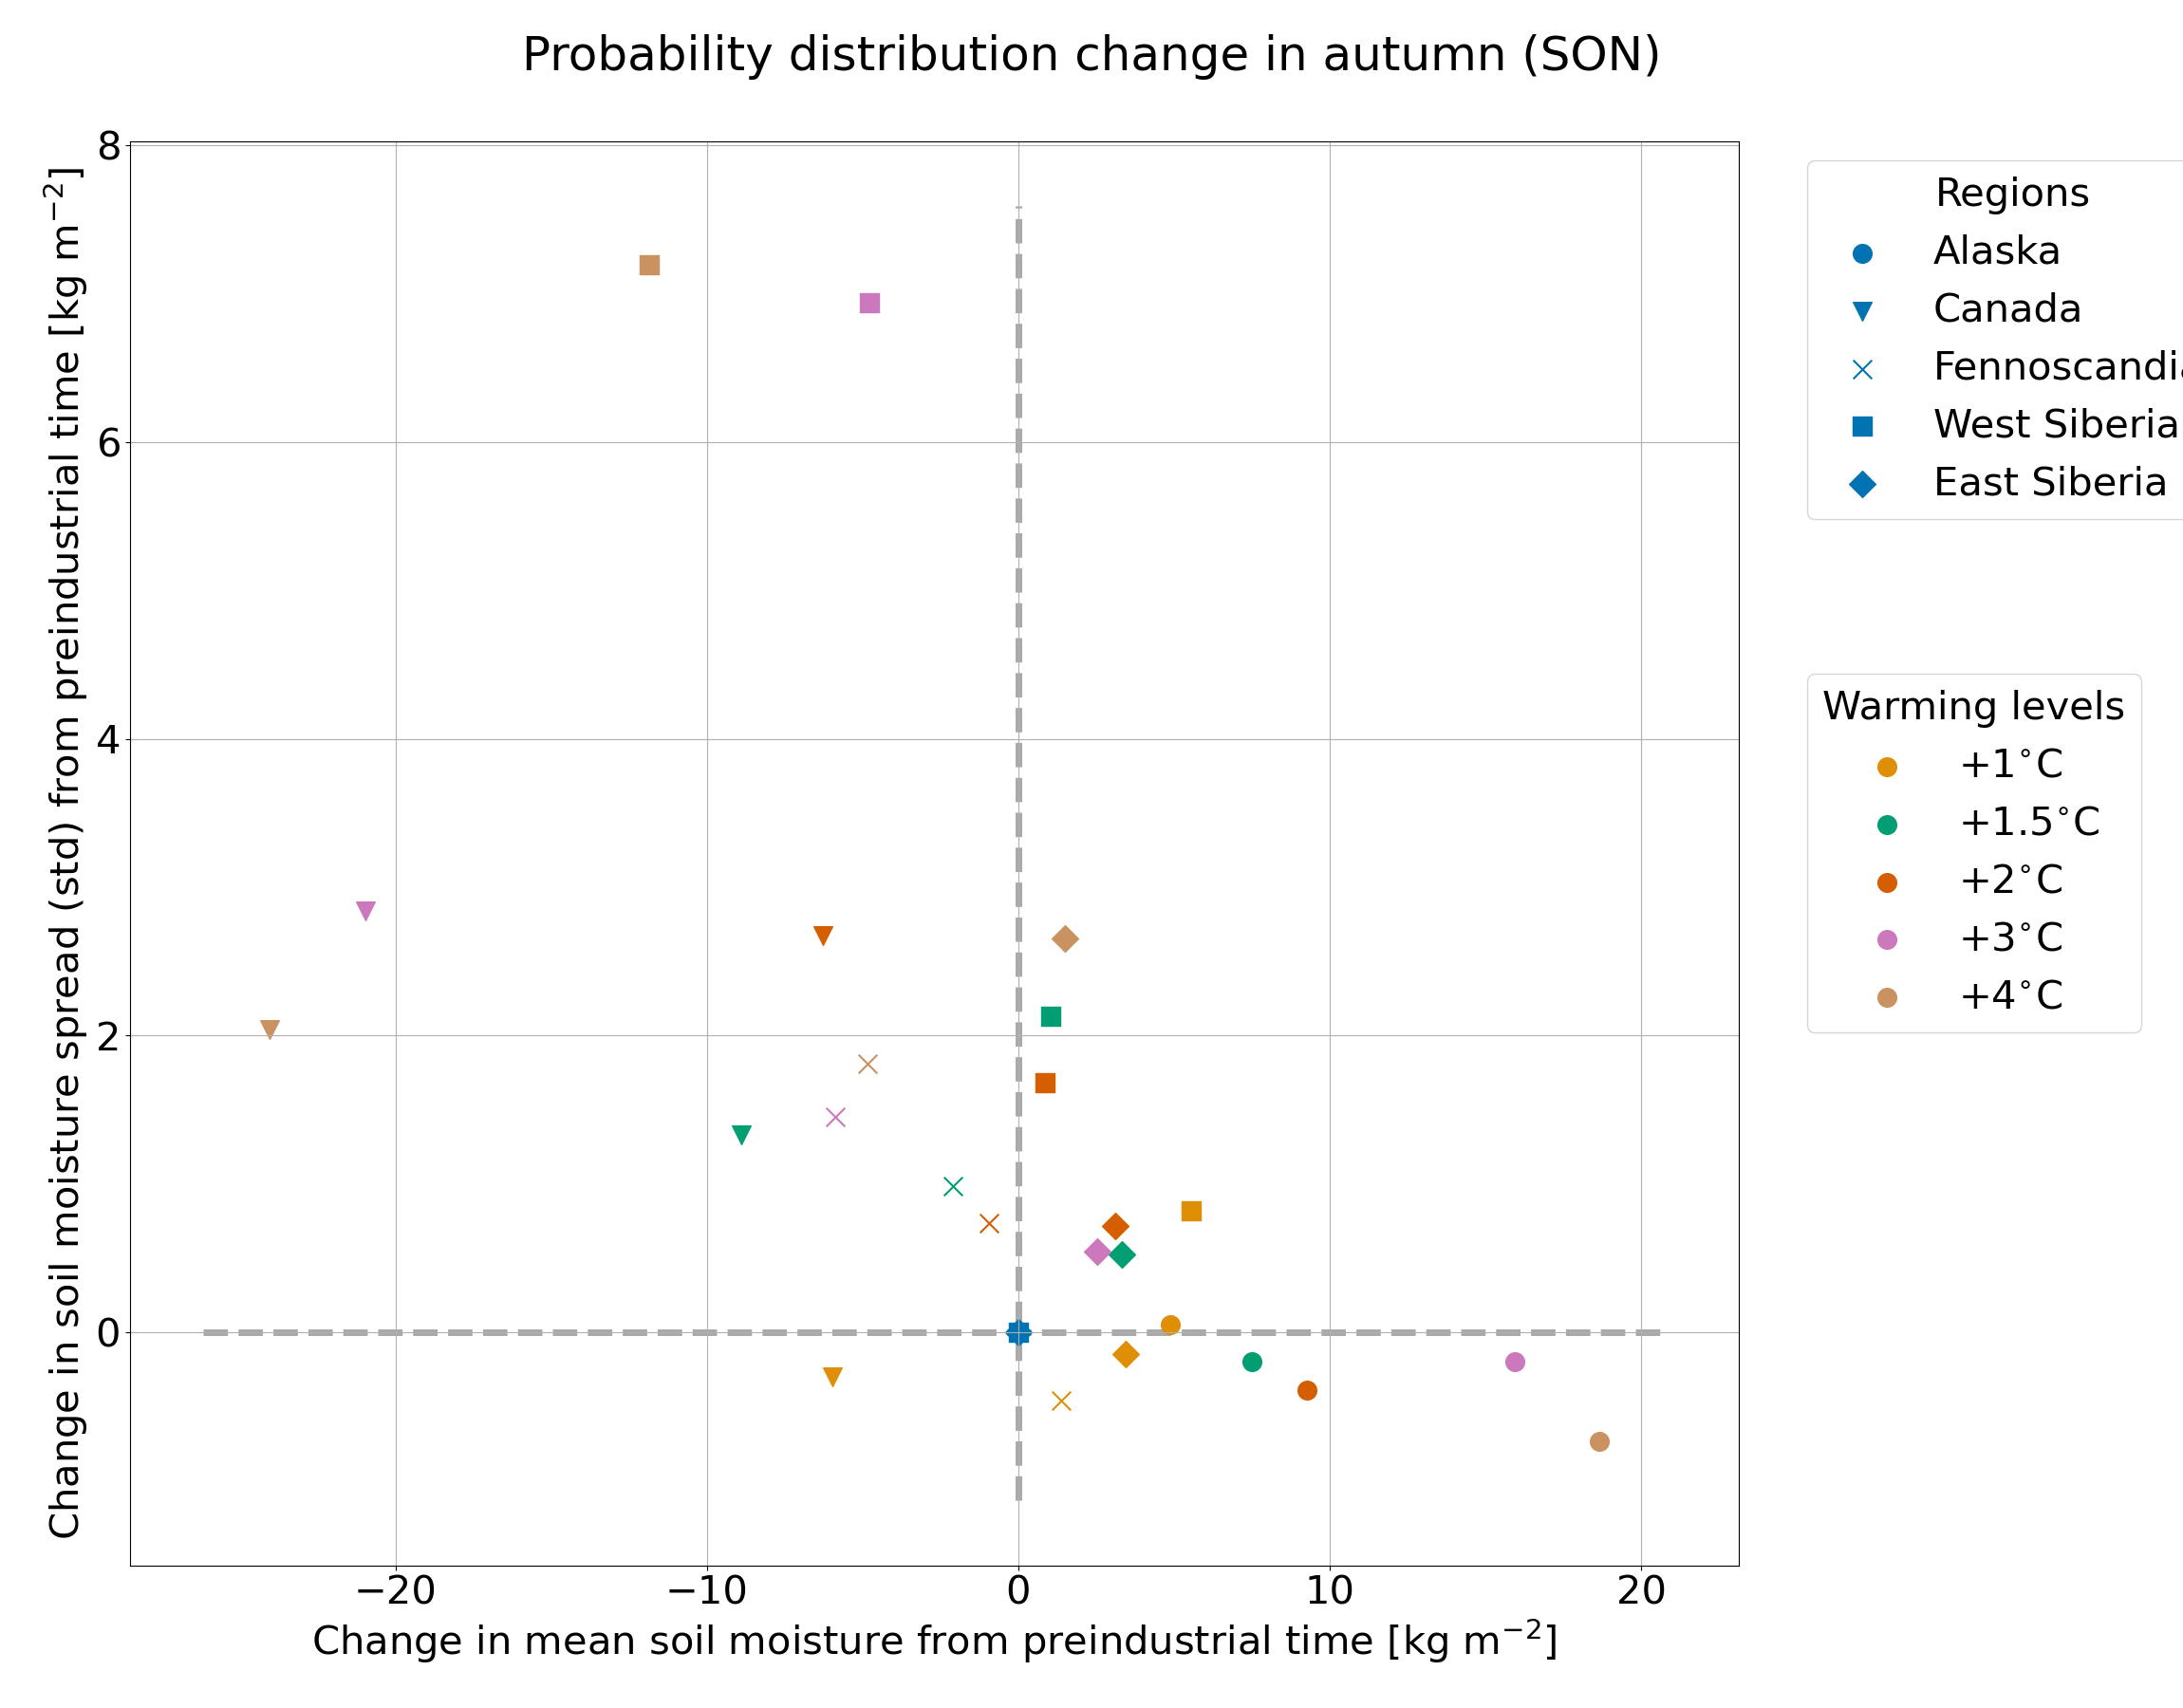 Probability distribution change in autumn (SON)
Change in soil moisture spread (std) from preindustrial time [kg m⁻²]
8
6
4
2
0
−20 −10 0 10 20
Change in mean soil moisture from preindustrial time [kg m⁻²]
Regions
Alaska
Canada
Fennoscandia
West Siberia
East Siberia
Warming levels
+1°C
+1.5°C
+2°C
+3°C
+4°C